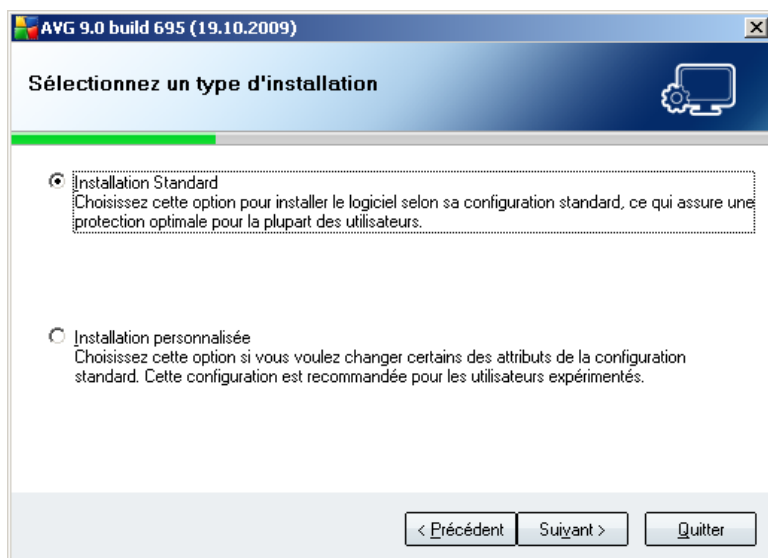 AVG 9.0 build 695 (19.10.2009)
Sélectionnez un type d'installation
Installation Standard
Choisissez cette option pour installer le logiciel selon sa configuration standard, ce qui assure une
protection optimale pour la plupart des utilisateurs.
Installation personnalisée
Choisissez cette option si vous voulez changer certains des attributs de la configuration
standard. Cette configuration est recommandée pour les utilisateurs expérimentés.
< Précédent
Suivant >
Quitter